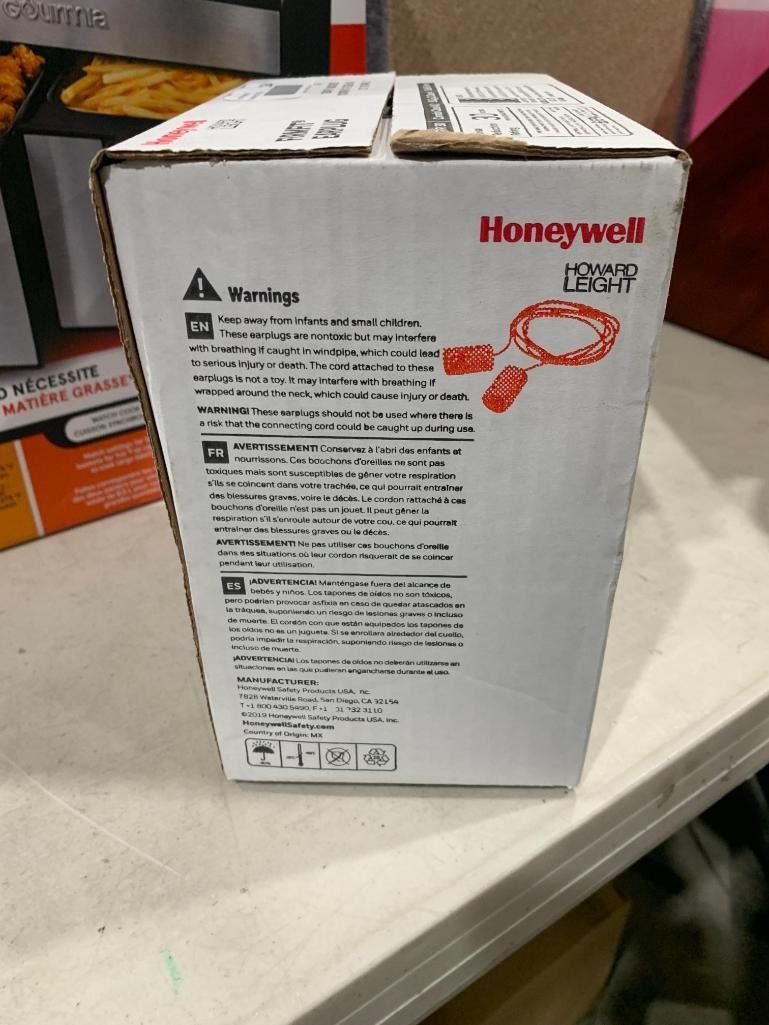 Gourmia
Honeywell
Honeywell
HOWARD
LEIGHT
Warnings
EN Keep away from infants and small children.
These earplugs are nontoxic but may interfere
with breathing if caught in windpipe, which could lead
to serious injury or death. The cord attached to these
earplugs is not a toy. It may interfere with breathing if
wrapped around the neck, which could cause injury or death.
WARNING! These earplugs should not be used where there is
a risk that the connecting cord could be caught up during use.
FR AVERTISSEMENT! Conservez à l'abri des enfants et
nourrissons. Ces bouchons d'oreilles ne sont pas
toxiques mais sont susceptibles de gêner votre respiration
s'ils se coincent dans votre trachée, ce qui pourrait entraîner
des blessures graves, voire le décès. Le cordon rattaché à ces
bouchons d'oreille n'est pas un jouet. Il peut gêner la
respiration s'il s'enroule autour de votre cou, ce qui pourrait
entraîner des blessures graves ou le décès.
AVERTISSEMENT! Ne pas utiliser ces bouchons d'oreille
dans des situations où leur cordon risquerait de se coincer
pendant leur utilisation.
ES ¡ADVERTENCIA! Manténgase fuera del alcance de
bebés y niños. Los tapones de oídos no son tóxicos,
pero podrían provocar asfixia en caso de quedar atascados en
la tráquea, suponiendo un riesgo de lesiones graves o incluso
de muerte. El cordón con que están equipados los tapones de
los oídos no es un juguete. Si se enrollara alrededor del cuello,
podría impedir la respiración, suponiendo riesgo de lesiones o
incluso de muerte.
¡ADVERTENCIA! Los tapones de oídos no deberán utilizarse en
situaciones en las que pudieran engancharse durante el uso.
MANUFACTURER:
Honeywell Safety Products USA, nc.
7828 Waterville Road, San Diego, CA 32154
T +1 800 430 5490, F +1 31 232 3110
©2019 Honeywell Safety Products USA, Inc.
HoneywellSafety.com
Country of Origin: MX
O NÉCESSITE
MATIÈRE GRASSE